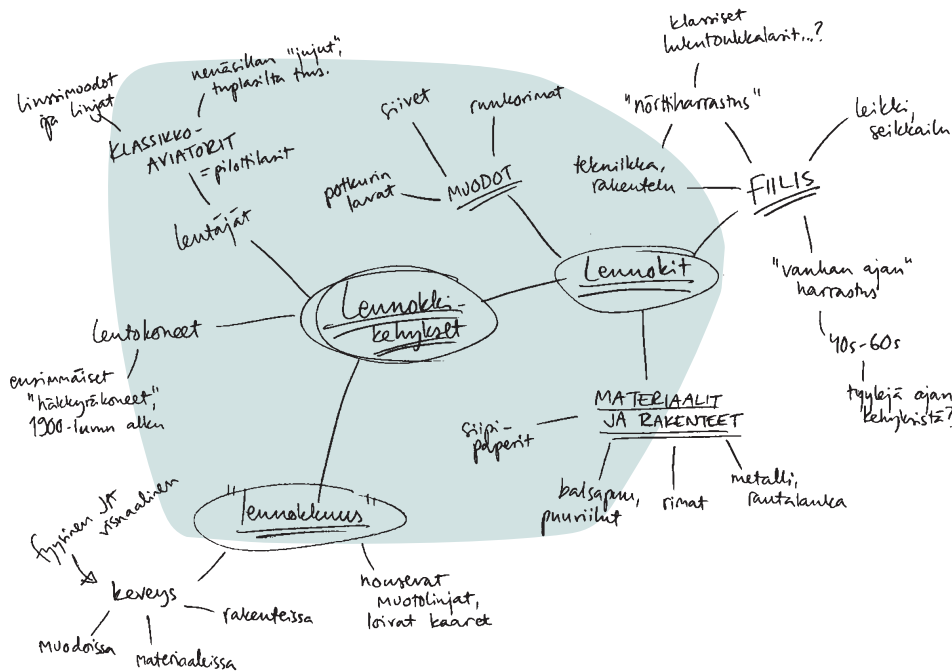 klassiset
lukutoukkalasit...?
"nörttiharrastus"
leikki,
seikkailu
tekniikka,
rakentelu
FIILIS
"vanhan ajan"
harrastus
40s-60s
tyylejä ajan
kehyksistä?
linssimuodot
ja linjat
nenäsillan "jujut",
tuplasilta tms.
KLASSIKKO-
AVIATORIT
= pilottilasit
lentäjät
siivet
runkorimat
potkurin
lavat
MUODOT
Lennokit
Lennokki-
kehykset
lentokoneet
ensimmäiset
"häkkyräkoneet,"
1900-luvun alku
MATERIAALIT
JA RAKENTEET
siipi-
paperit
balsapuu,
puuriilut
rimat
metalli,
rautalanka
"lennokkuus"
fyysinen JA
visuaalinen
keveys
muodoissa
materiaaleissa
rakenteissa
nousevat
muotolinjat,
loivat kaaret